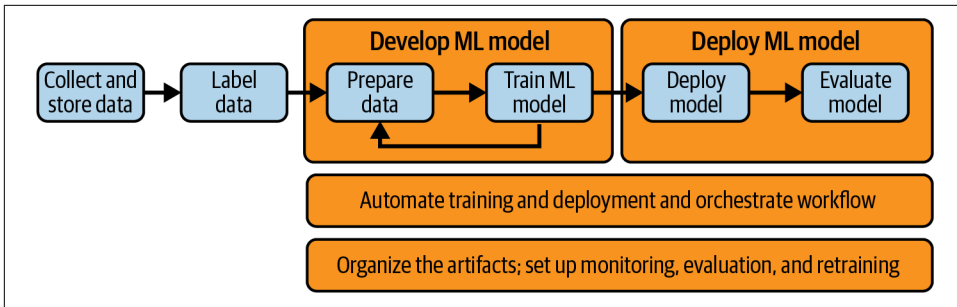 Develop ML model
Deploy ML model
Collect and
store data
Label
data
Prepare
data
Train ML
model
Deploy
model
Evaluate
model
Automate training and deployment and orchestrate workflow
Organize the artifacts; set up monitoring, evaluation, and retraining